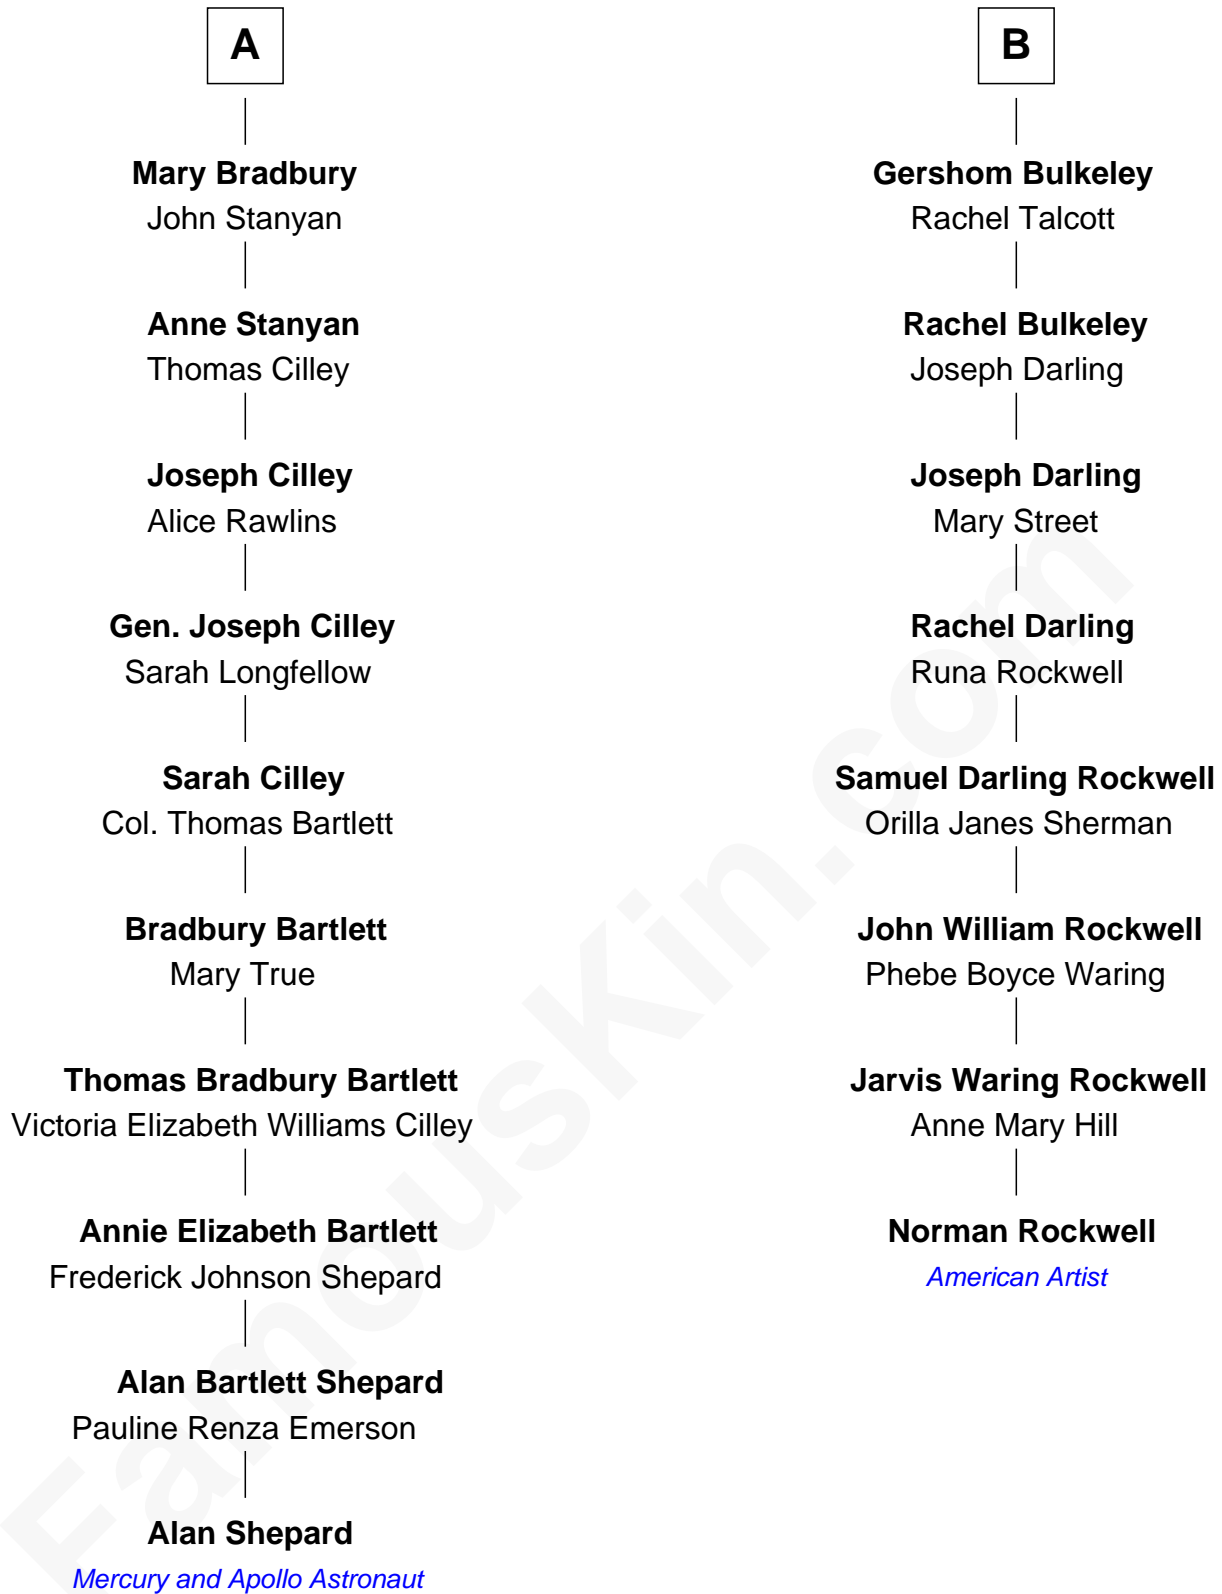 A
Mary Bradbury
John Stanyan
Anne Stanyan
Thomas Cilley
Joseph Cilley
Alice Rawlins
Gen. Joseph Cilley
Sarah Longfellow
Sarah Cilley
Col. Thomas Bartlett
Bradbury Bartlett
Mary True
Thomas Bradbury Bartlett
Victoria Elizabeth Williams Cilley
Annie Elizabeth Bartlett
Frederick Johnson Shepard
Alan Bartlett Shepard
Pauline Renza Emerson
Alan Shepard
Mercury and Apollo Astronaut
B
Gershom Bulkeley
Rachel Talcott
Rachel Bulkeley
Joseph Darling
Joseph Darling
Mary Street
Rachel Darling
Runa Rockwell
Samuel Darling Rockwell
Orilla Janes Sherman
John William Rockwell
Phebe Boyce Waring
Jarvis Waring Rockwell
Anne Mary Hill
Norman Rockwell
American Artist
FamousKin.com